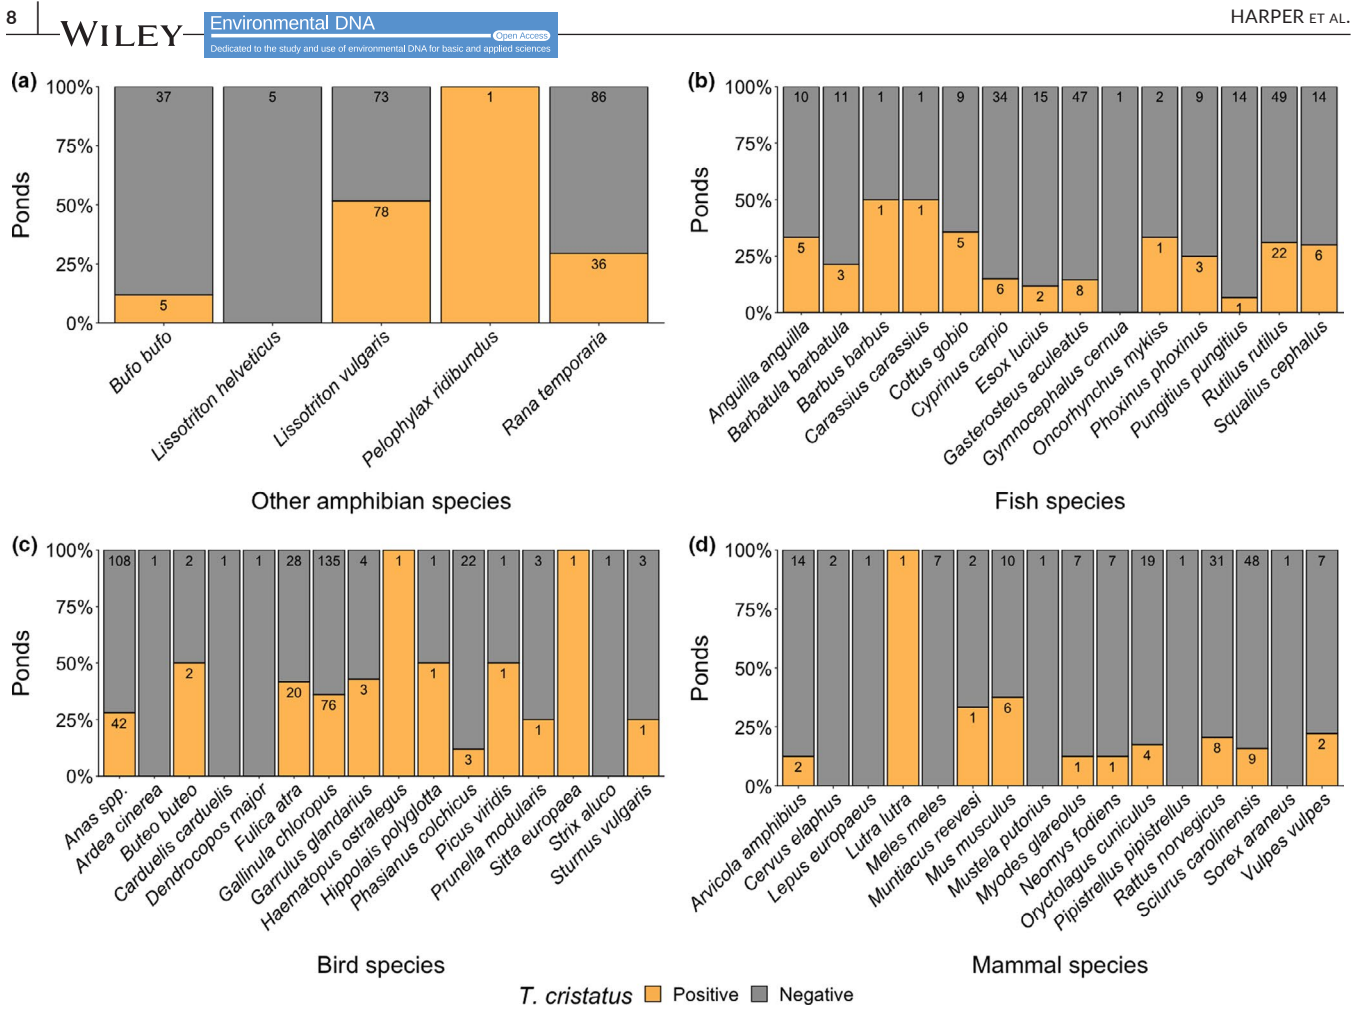 8
WILEY
Environmental DNA
Open Access
Dedicated to the study and use of environmental DNA for basic and applied sciences
HARPER ET AL.
(a)
100%
75%
50%
25%
0%
Ponds
37 5 73 1 86
5 78 36
Bufo bufo
Lissotriton helveticus
Lissotriton vulgaris
Pelophylax ridibundus
Rana temporaria
Other amphibian species
(b)
100%
75%
50%
25%
0%
Ponds
10 11 1 1 9 34 15 47 1 2 9 14 49 14
5 3 1 1 5 6 2 8 1 3 1 22 6
Anguilla anguilla
Barbatula barbatula
Barbus barbus
Carassius carassius
Cottus gobio
Cyprinus carpio
Esox lucius
Gasterosteus aculeatus
Gymnocephalus cernua
Oncorhynchus mykiss
Phoxinus phoxinus
Pungitius pungitius
Rutilus rutilus
Squalius cephalus
Fish species
(c)
100%
75%
50%
25%
0%
Ponds
108 1 2 1 1 28 135 4 1 1 22 1 3 1 1 3
42 2 20 76 3 1 3 1 1 1
Anas spp.
Ardea cinerea
Buteo buteo
Carduelis carduelis
Dendrocopos major
Fulica atra
Gallinula chloropus
Garrulus glandarius
Haematopus ostralegus
Hippolais polyglotta
Phasianus colchicus
Picus viridis
Prunella modularis
Sitta europaea
Strix aluco
Sturnus vulgaris
Bird species
(d)
100%
75%
50%
25%
0%
Ponds
14 2 1 1 7 2 10 1 7 7 19 1 31 48 1 7
2 1 6 1 1 4 8 9 2
Arvicola amphibius
Cervus elaphus
Lepus europaeus
Lutra lutra
Meles meles
Muntiacus reevesi
Mus musculus
Mustela putorius
Myodes glareolus
Neomys fodiens
Oryctolagus cuniculus
Pipistrellus pipistrellus
Rattus norvegicus
Sciurus carolinensis
Sorex araneus
Vulpes vulpes
Mammal species
T. cristatus Positive Negative